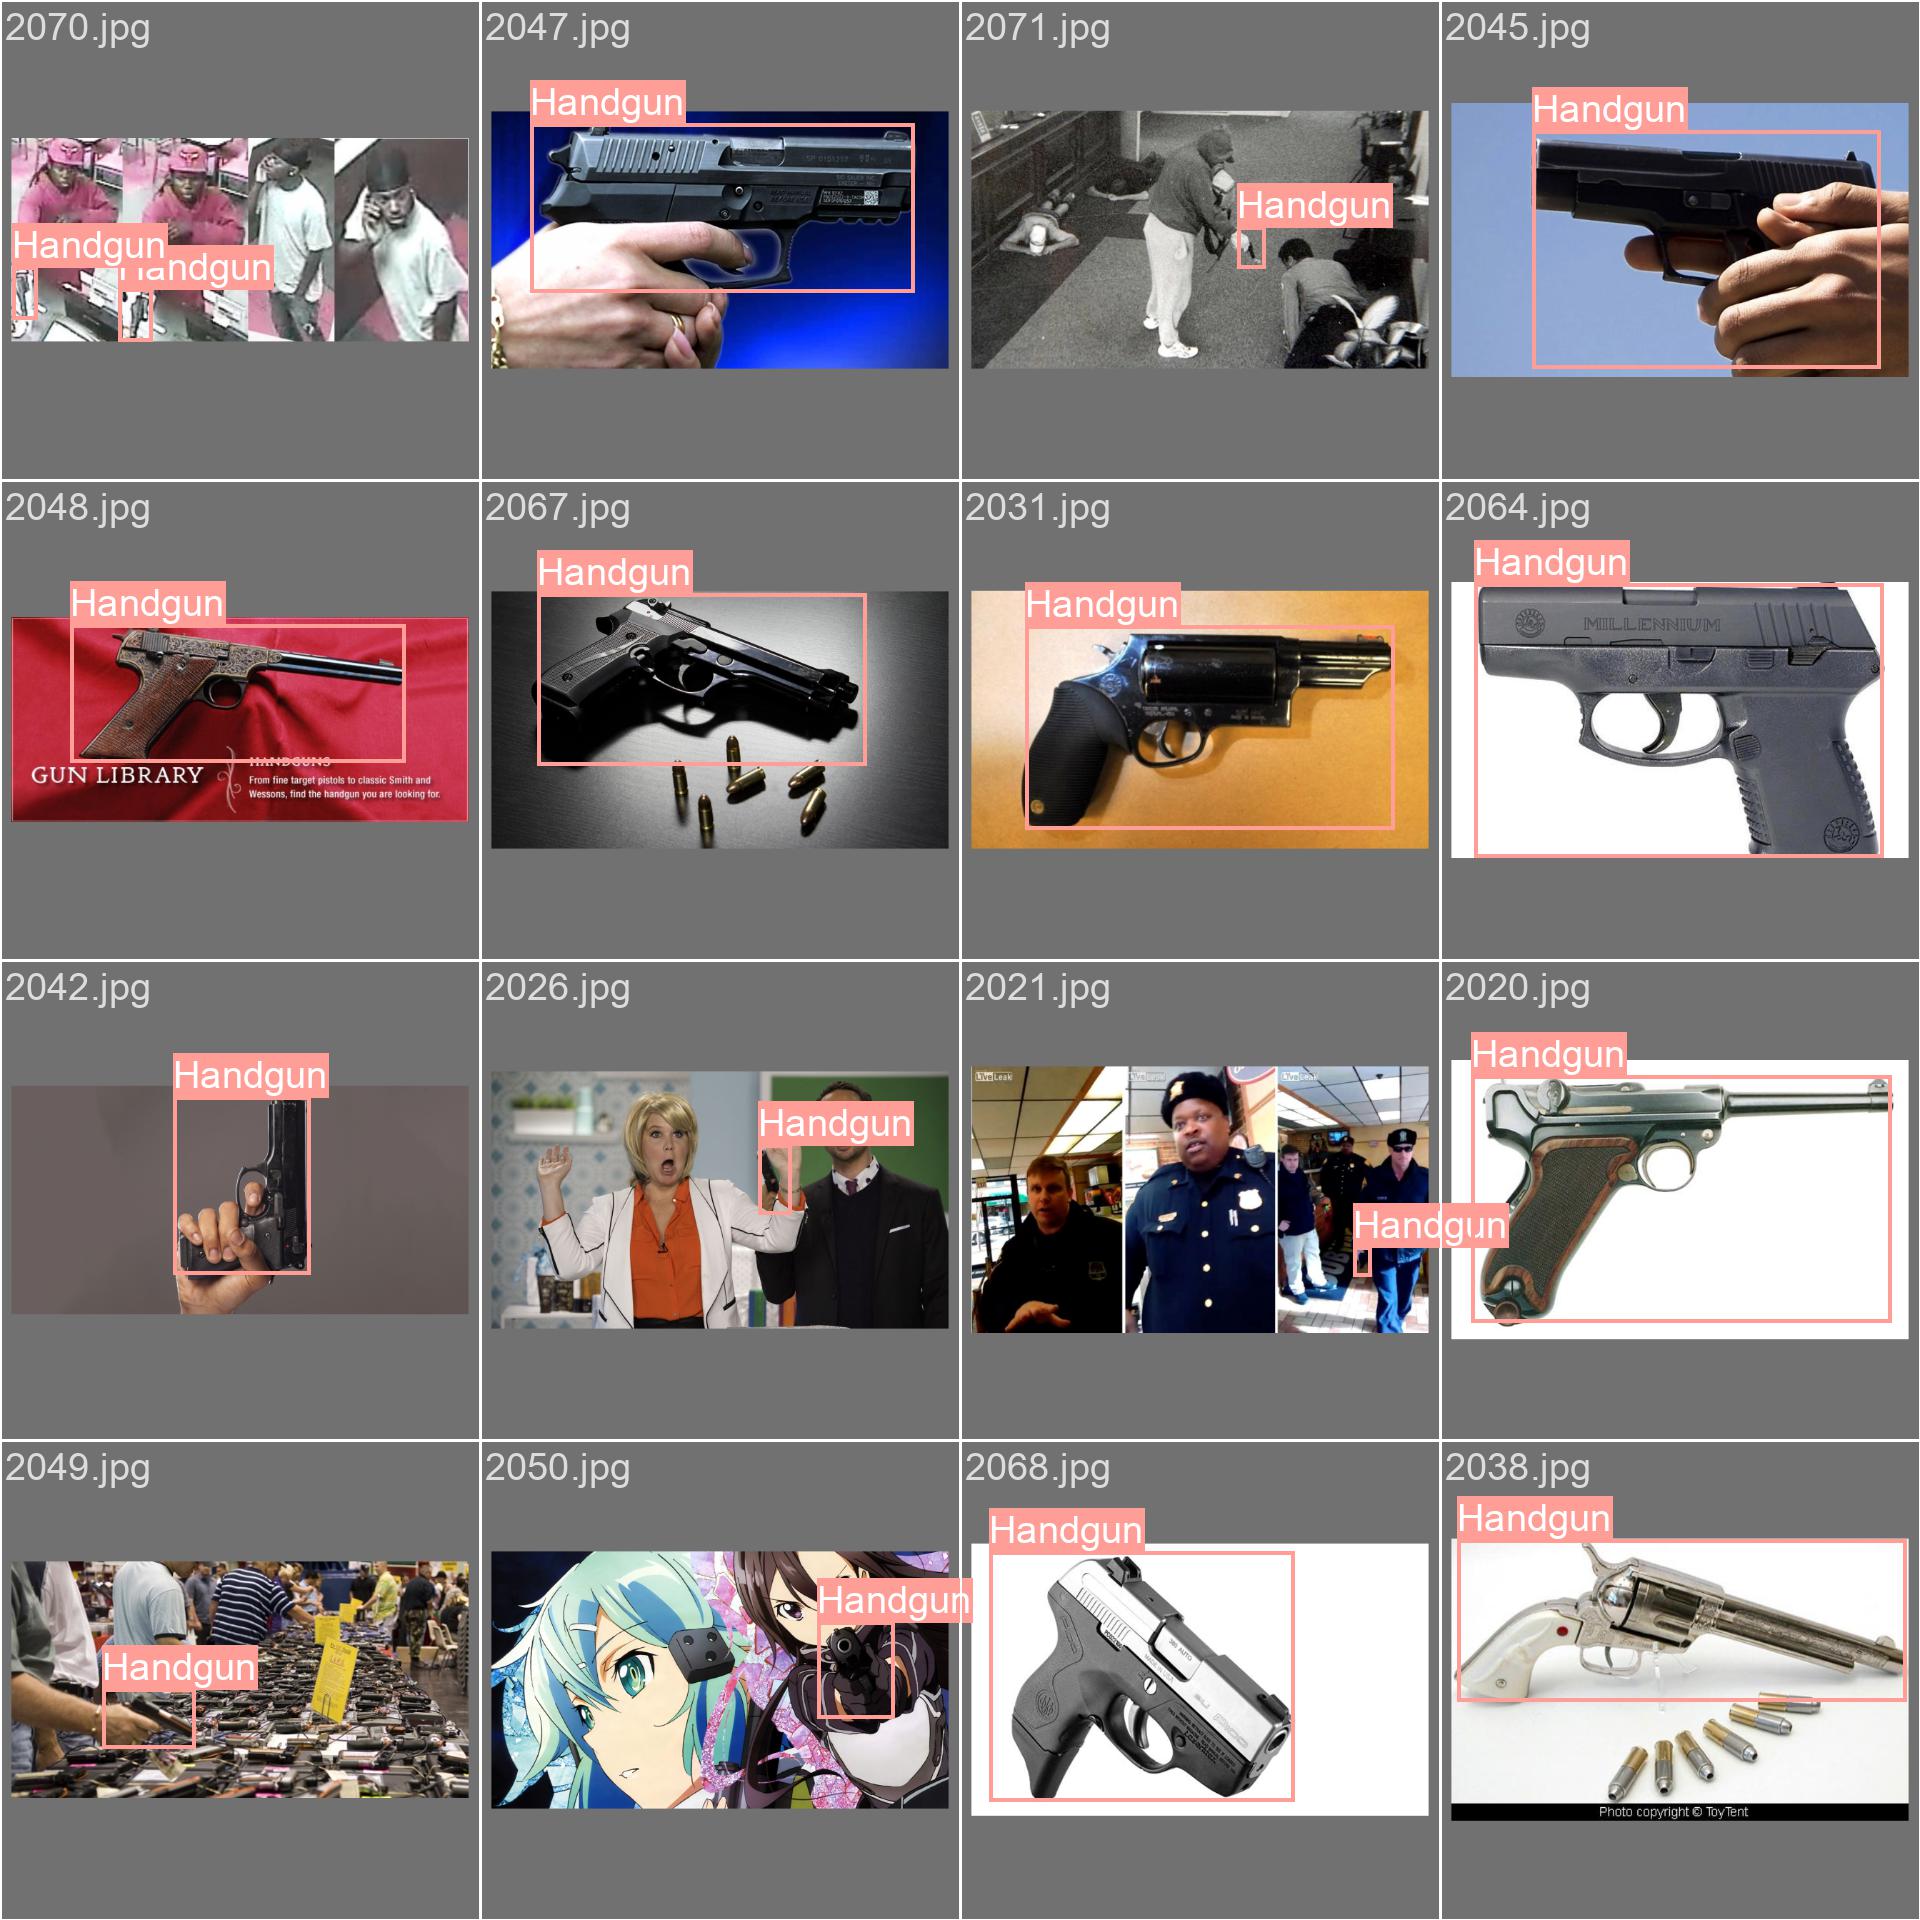 2070.jpg
2047.jpg
2071.jpg
2045.jpg
Handgun
Handgun
Handgun
Handgun
Handgun
2048.jpg
2067.jpg
2031.jpg
2064.jpg
Handgun
Handgun
Handgun
Handgun
MILLENNIUM
GUN LIBRARY
HANDGUNS
From fine target pistols to classic Smith and
Wessons, find the handgun you are looking for.
2042.jpg
2026.jpg
2021.jpg
2020.jpg
Handgun
Handgun
Handgun
Handgun
LiveLeak
LiveLeak
LiveLeak
2049.jpg
2050.jpg
2068.jpg
2038.jpg
Handgun
Handgun
Handgun
Handgun
Photo copyright © ToyTent